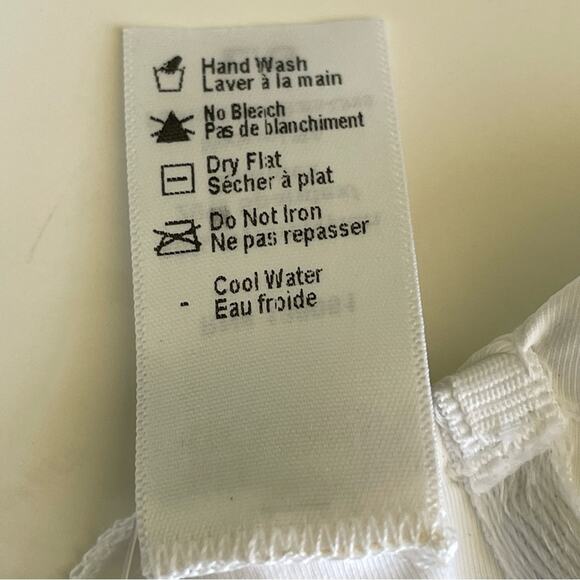 Hand Wash
Laver à la main
No Bleach
Pas de blanchiment
Dry Flat
Sécher à plat
Do Not Iron
Ne pas repasser
- Cool Water
Eau froide